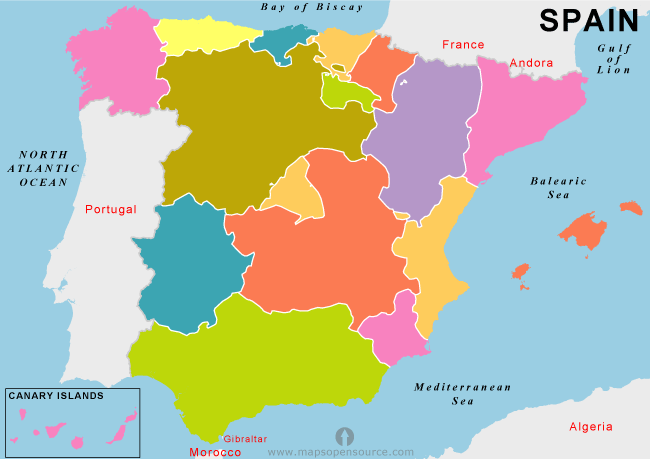 Bay of Biscay
SPAIN
France
Gulf
of
Lion
Andora
NORTH
ATLANTIC
OCEAN
Balearic
Sea
Portugal
Mediterranean
Sea
CANARY ISLANDS
Algeria
Gibraltar
Morocco
www.mapsopensource.com